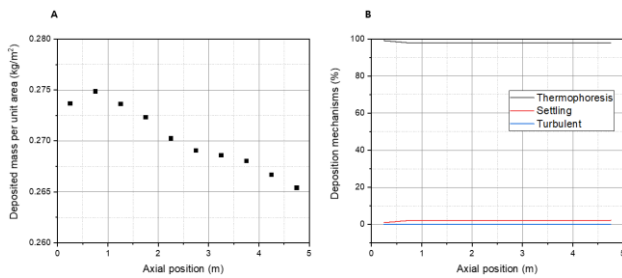 A
B
0.280
0.275
0.270
0.265
0.260
Deposited mass per unit area (kg/m²)
0
1
2
3
4
5
Axial position (m)
100
80
60
40
20
0
Deposition mechanisms (%)
Thermophoresis
Settling
Turbulent
0
1
2
3
4
5
Axial position (m)